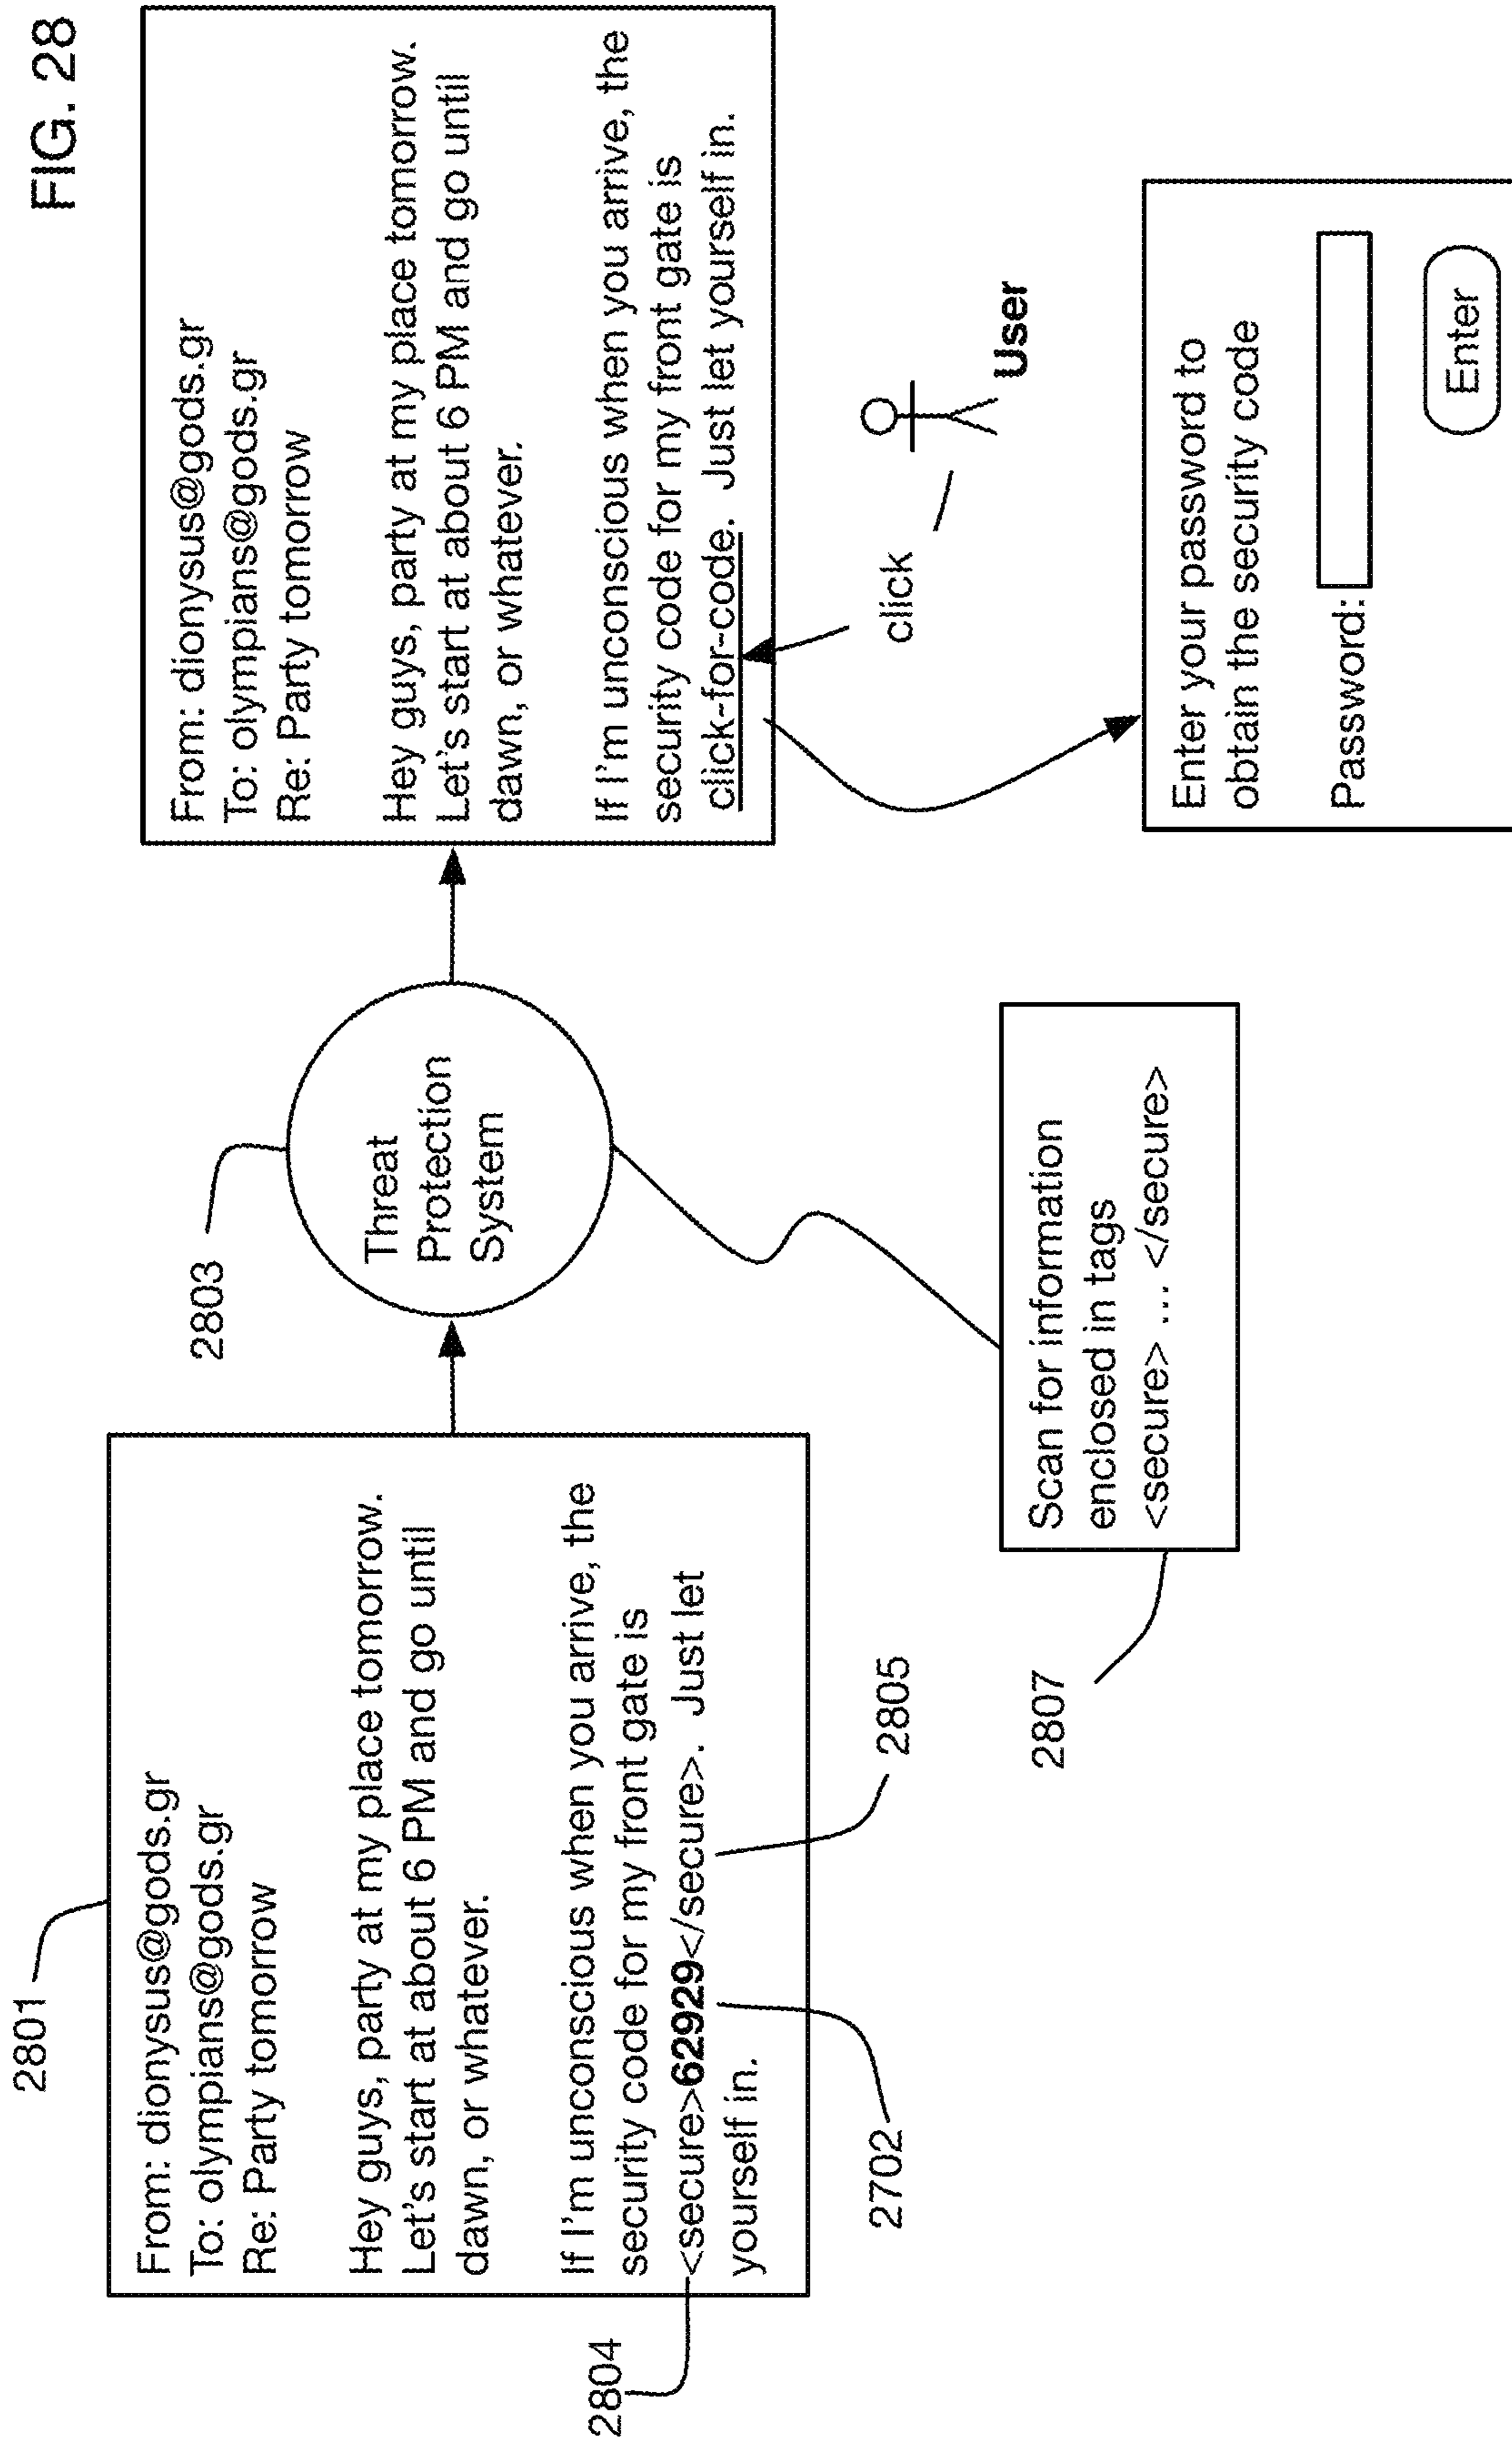 FIG. 28
2801
From: dionysus@gods.gr
To: olympians@gods.gr
Re: Party tomorrow
Hey guys, party at my place tomorrow.
Let's start at about 6 PM and go until
dawn, or whatever.
If I'm unconscious when you arrive, the
security code for my front gate is
<secure>62929</secure>. Just let
yourself in.
2804
2702
2805
2803
Threat
Protection
System
2807
Scan for information
enclosed in tags
<secure> ... </secure>
From: dionysus@gods.gr
To: olympians@gods.gr
Re: Party tomorrow
Hey guys, party at my place tomorrow.
Let's start at about 6 PM and go until
dawn, or whatever.
If I'm unconscious when you arrive, the
security code for my front gate is
click-for-code. Just let yourself in.
click
User
Enter your password to
obtain the security code
Password:
Enter